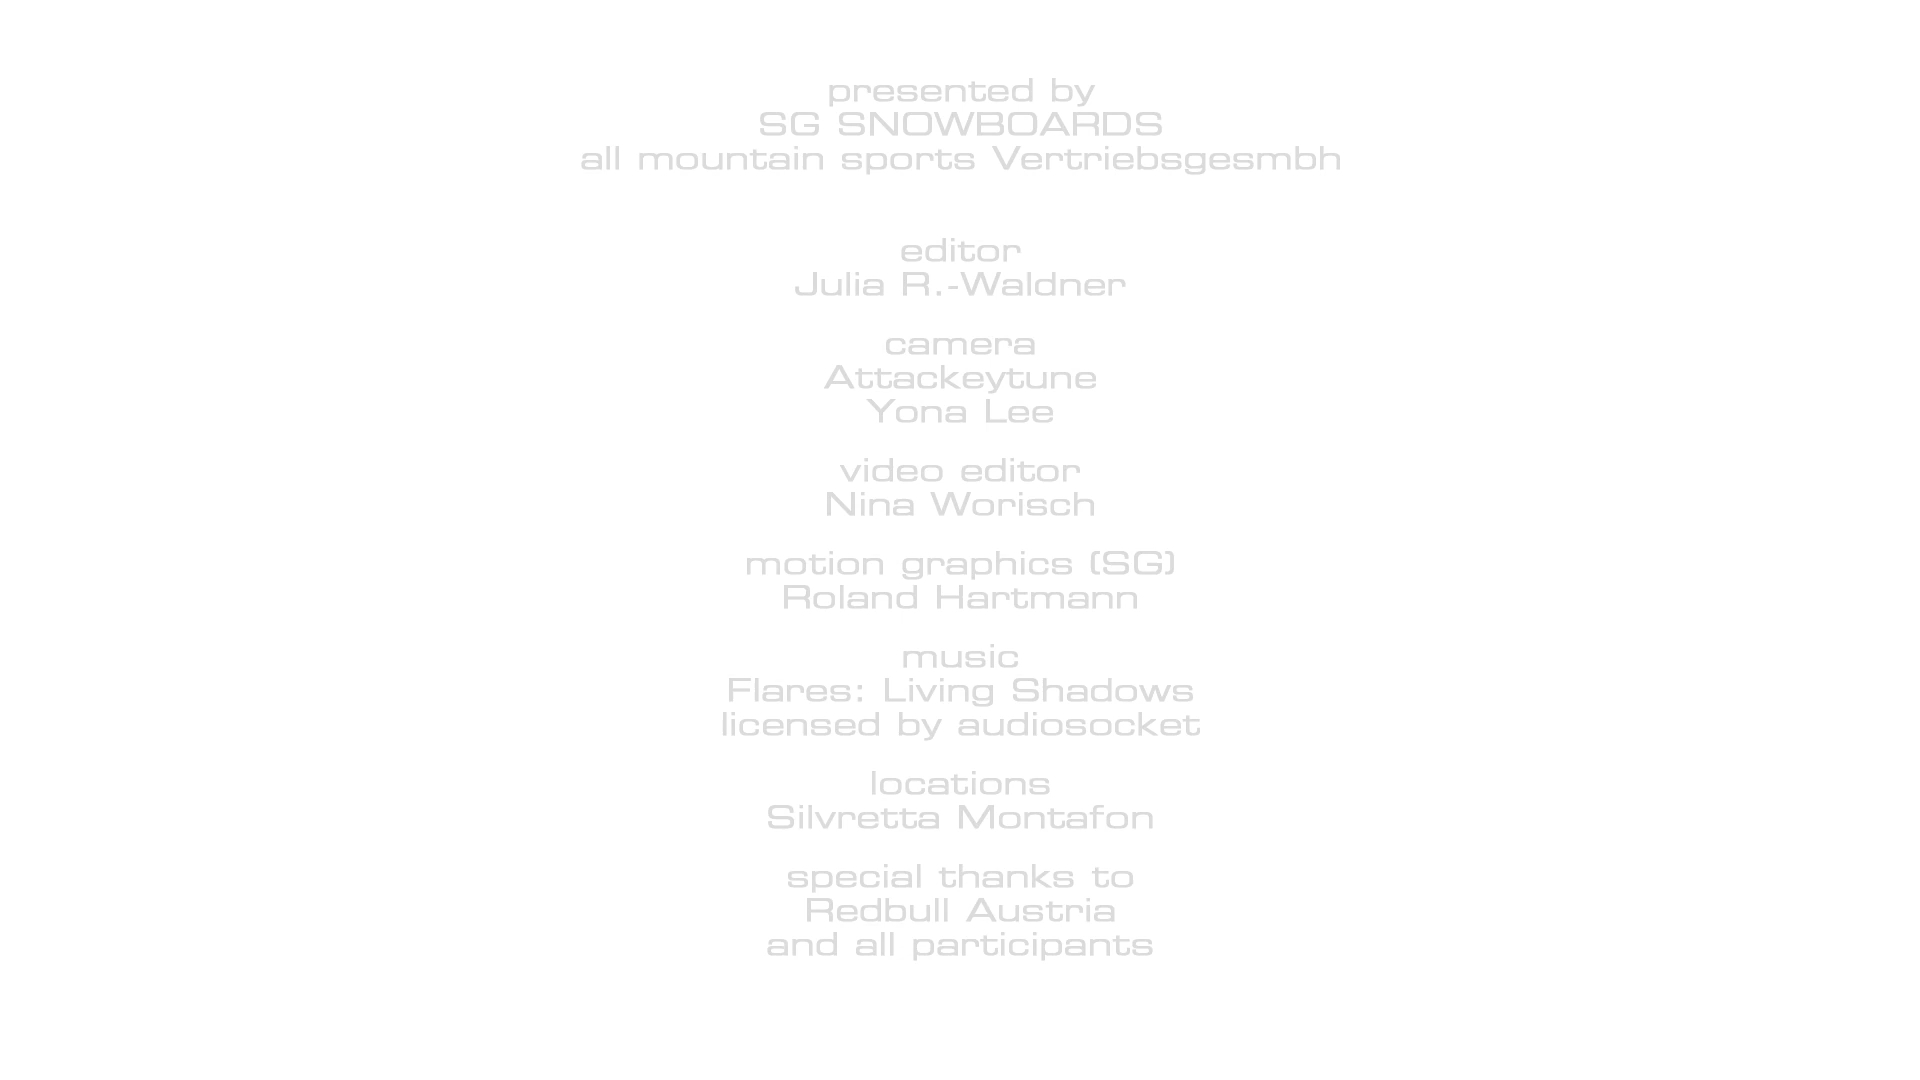 presented by
SG SNOWBOARDS
all mountain sports Vertriebsgesmbh
editor
Julia R.-Waldner
camera
Attackeytune
Yona Lee
video editor
Nina Worisch
motion graphics (SG)
Roland Hartmann
music
Flares: Living Shadows
licensed by audiosocket
locations
Silvretta Montafon
special thanks to
Redbull Austria
and all participants